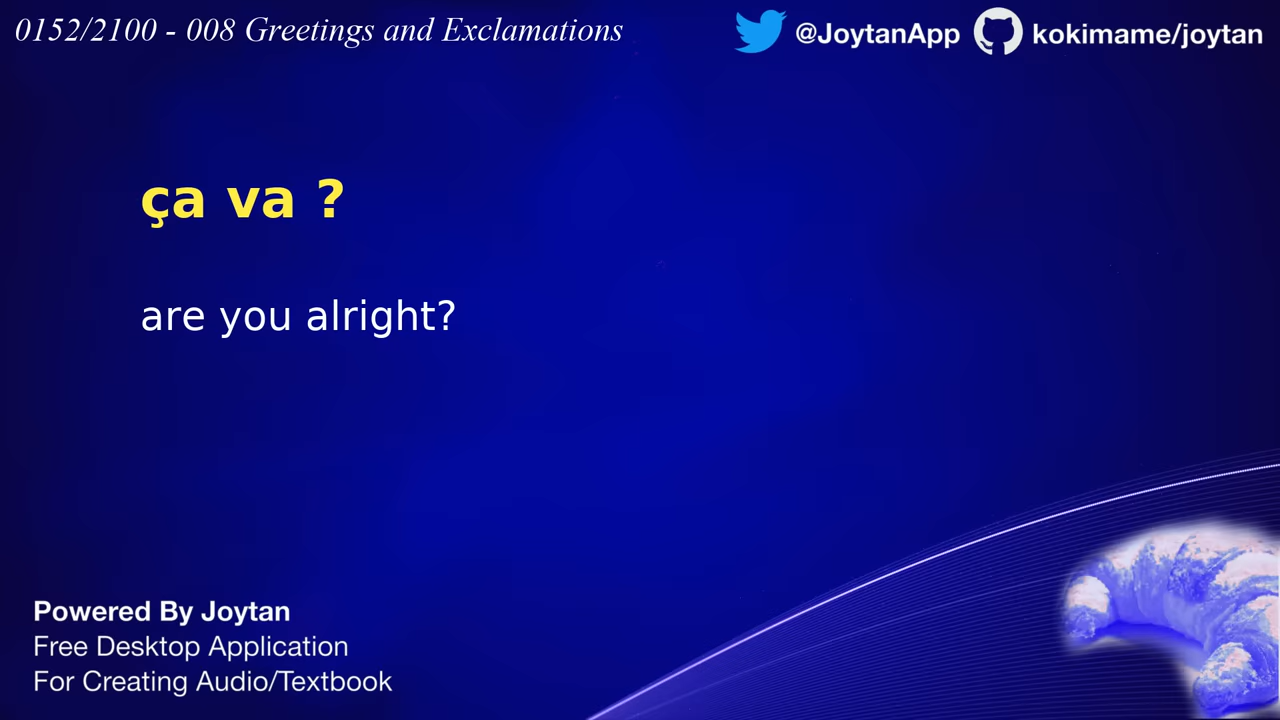 0152/2100 - 008 Greetings and Exclamations
@JoytanApp
kokimame/joytan
ça va ?
are you alright?
Powered By Joytan
Free Desktop Application
For Creating Audio/Textbook